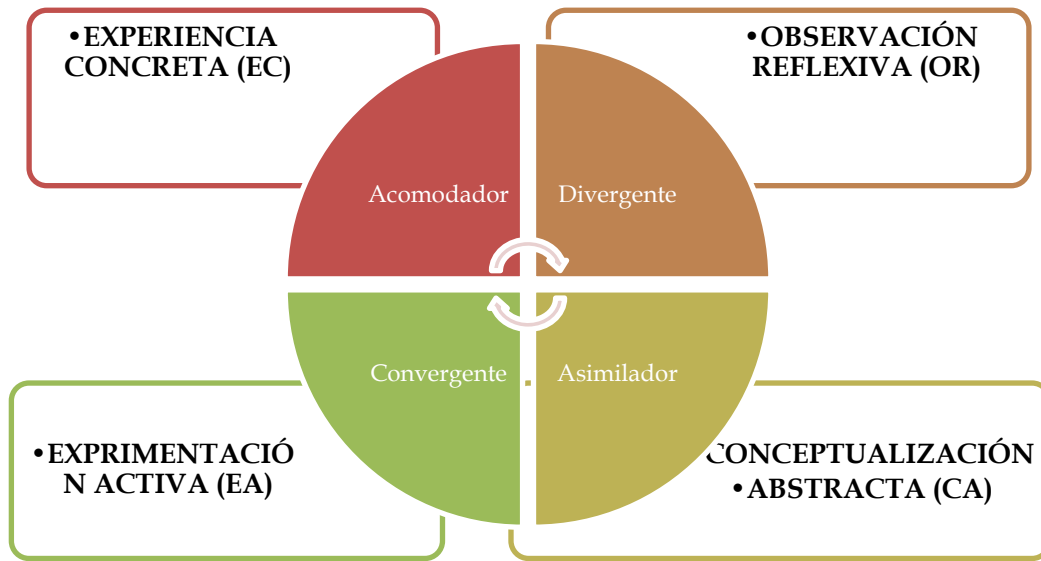 •EXPERIENCIA
CONCRETA (EC)
•OBSERVACIÓN
REFLEXIVA (OR)
Acomodador
Divergente
Convergente
Asimilador
•EXPRIMENTACIÓ
N ACTIVA (EA)
CONCEPTUALIZACIÓN
•ABSTRACTA (CA)